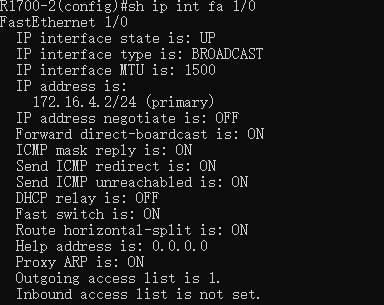 R1700-2(config)#sh ip int fa 1/0
FastEthernet 1/0
IP interface state is: UP
IP interface type is: BROADCAST
IP interface MTU is: 1500
IP address is:
172.16.4.2/24 (primary)
IP address negotiate is: OFF
Forward direct-boardcast is: ON
ICMP mask reply is: ON
Send ICMP redirect is: ON
Send ICMP unreachabled is: ON
DHCP relay is: OFF
Fast switch is: ON
Route horizontal-split is: ON
Help address is: 0.0.0.0
Proxy ARP is: ON
Outgoing access list is 1.
Inbound access list is not set.